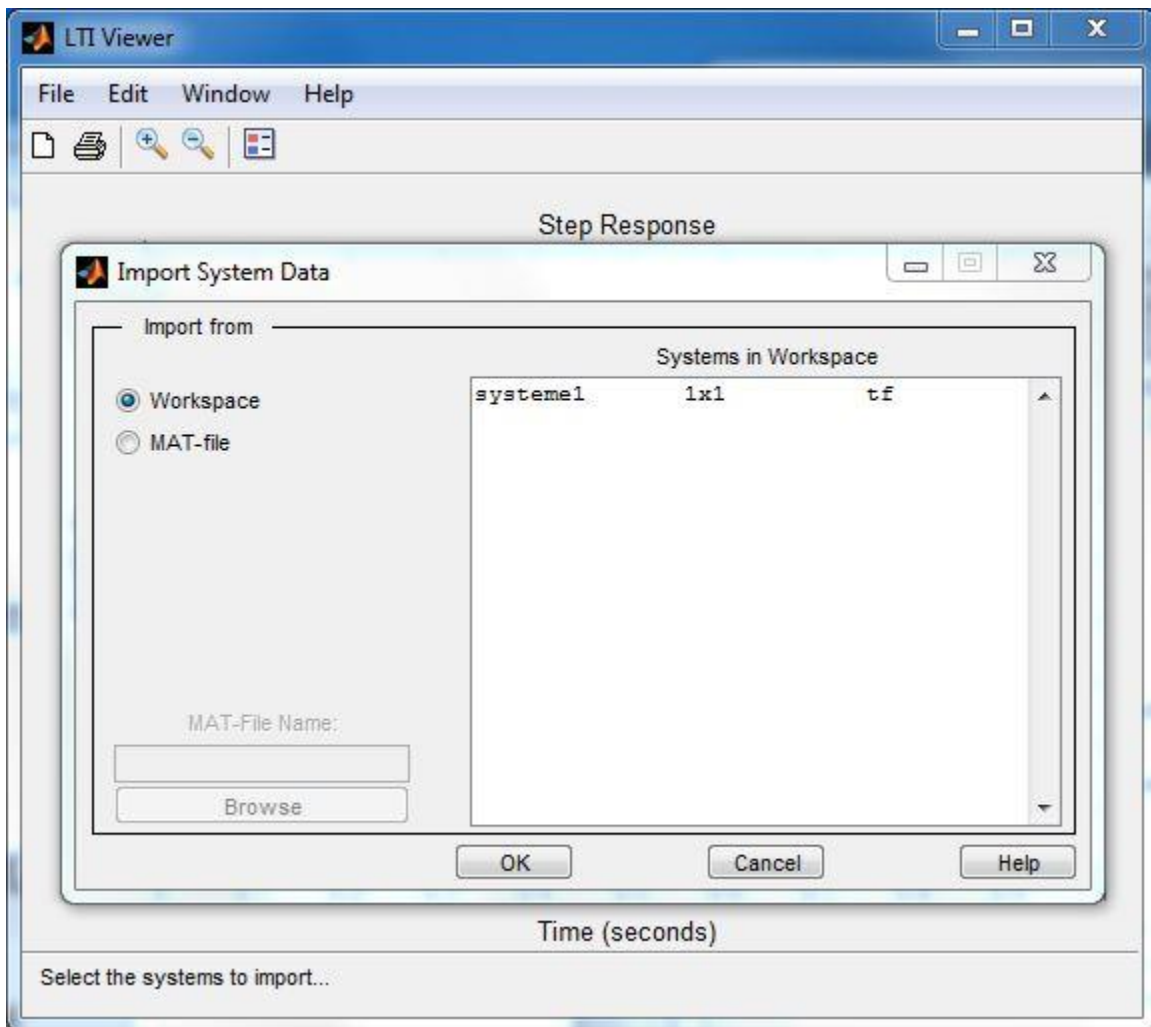 LTI Viewer
File Edit Window Help
Step Response
Import System Data
Import from
Systems in Workspace
Workspace
systeme1 1x1 tf
MAT-file
MAT-File Name:
Browse
OK Cancel Help
Time (seconds)
Select the systems to import...